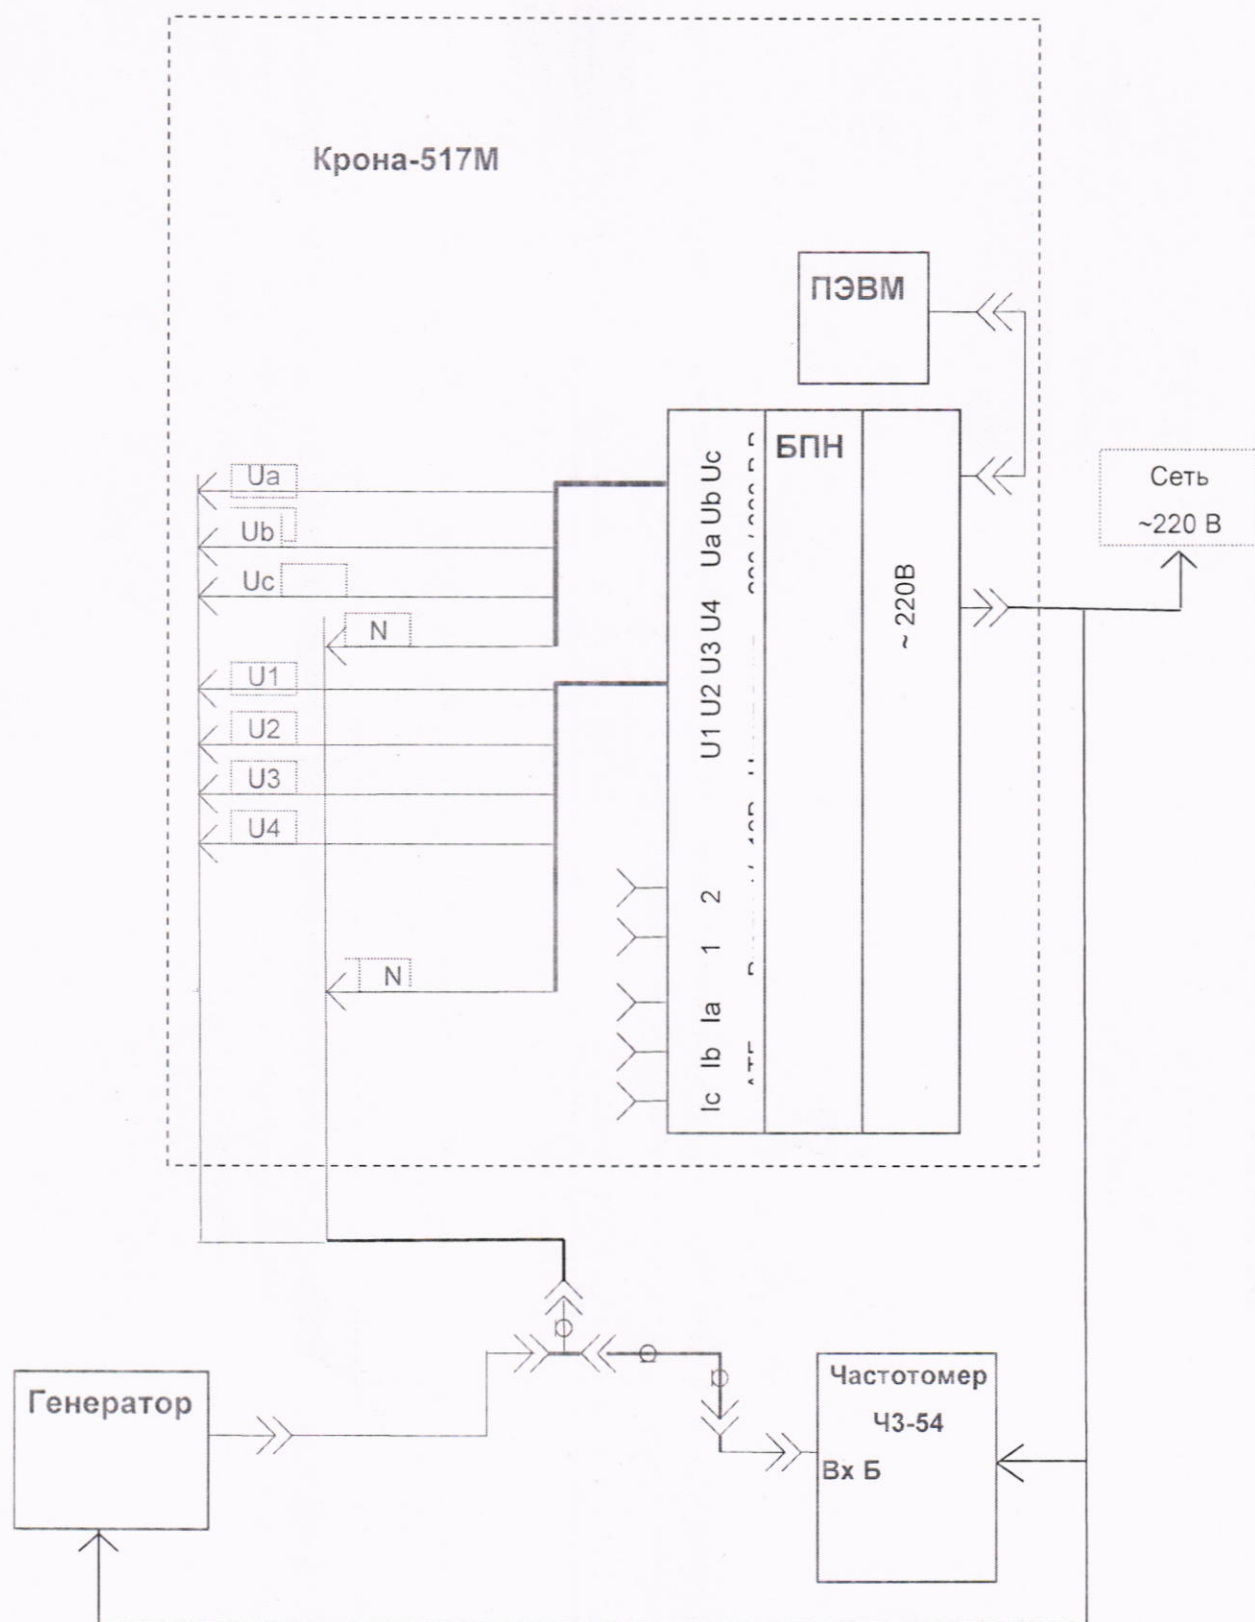 Крона-517М
ПЭВМ
БПН
Ua Ub Uc
U1 U2 U3 U4
2
1
Ia
Ib
Ic
~ 220В
Сеть
~220 В
Ua
Ub
Uc
N
U1
U2
U3
U4
N
Генератор
Частотомер
Ч3-54
Вх Б